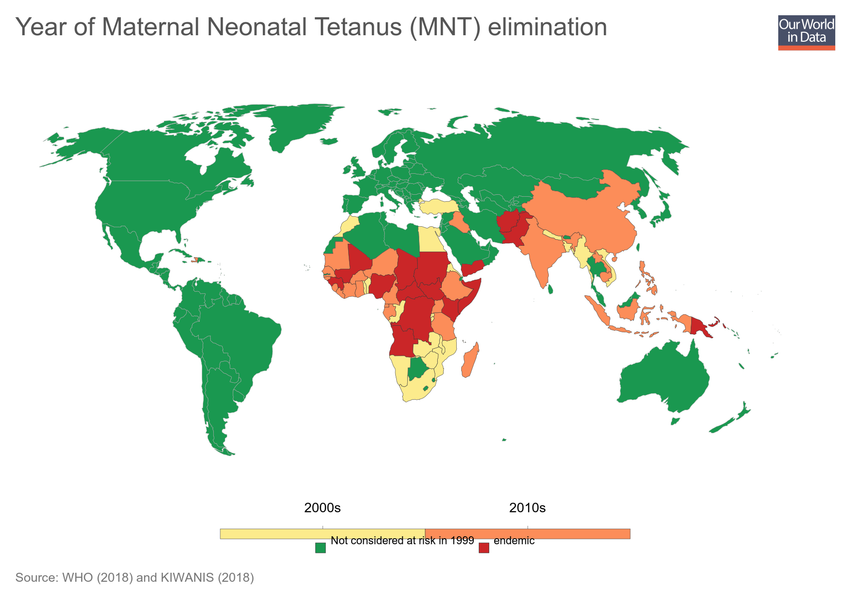 Year of Maternal Neonatal Tetanus (MNT) elimination
Our World
in Data
2000s
2010s
Not considered at risk in 1999
endemic
Source: WHO (2018) and KIWANIS (2018)